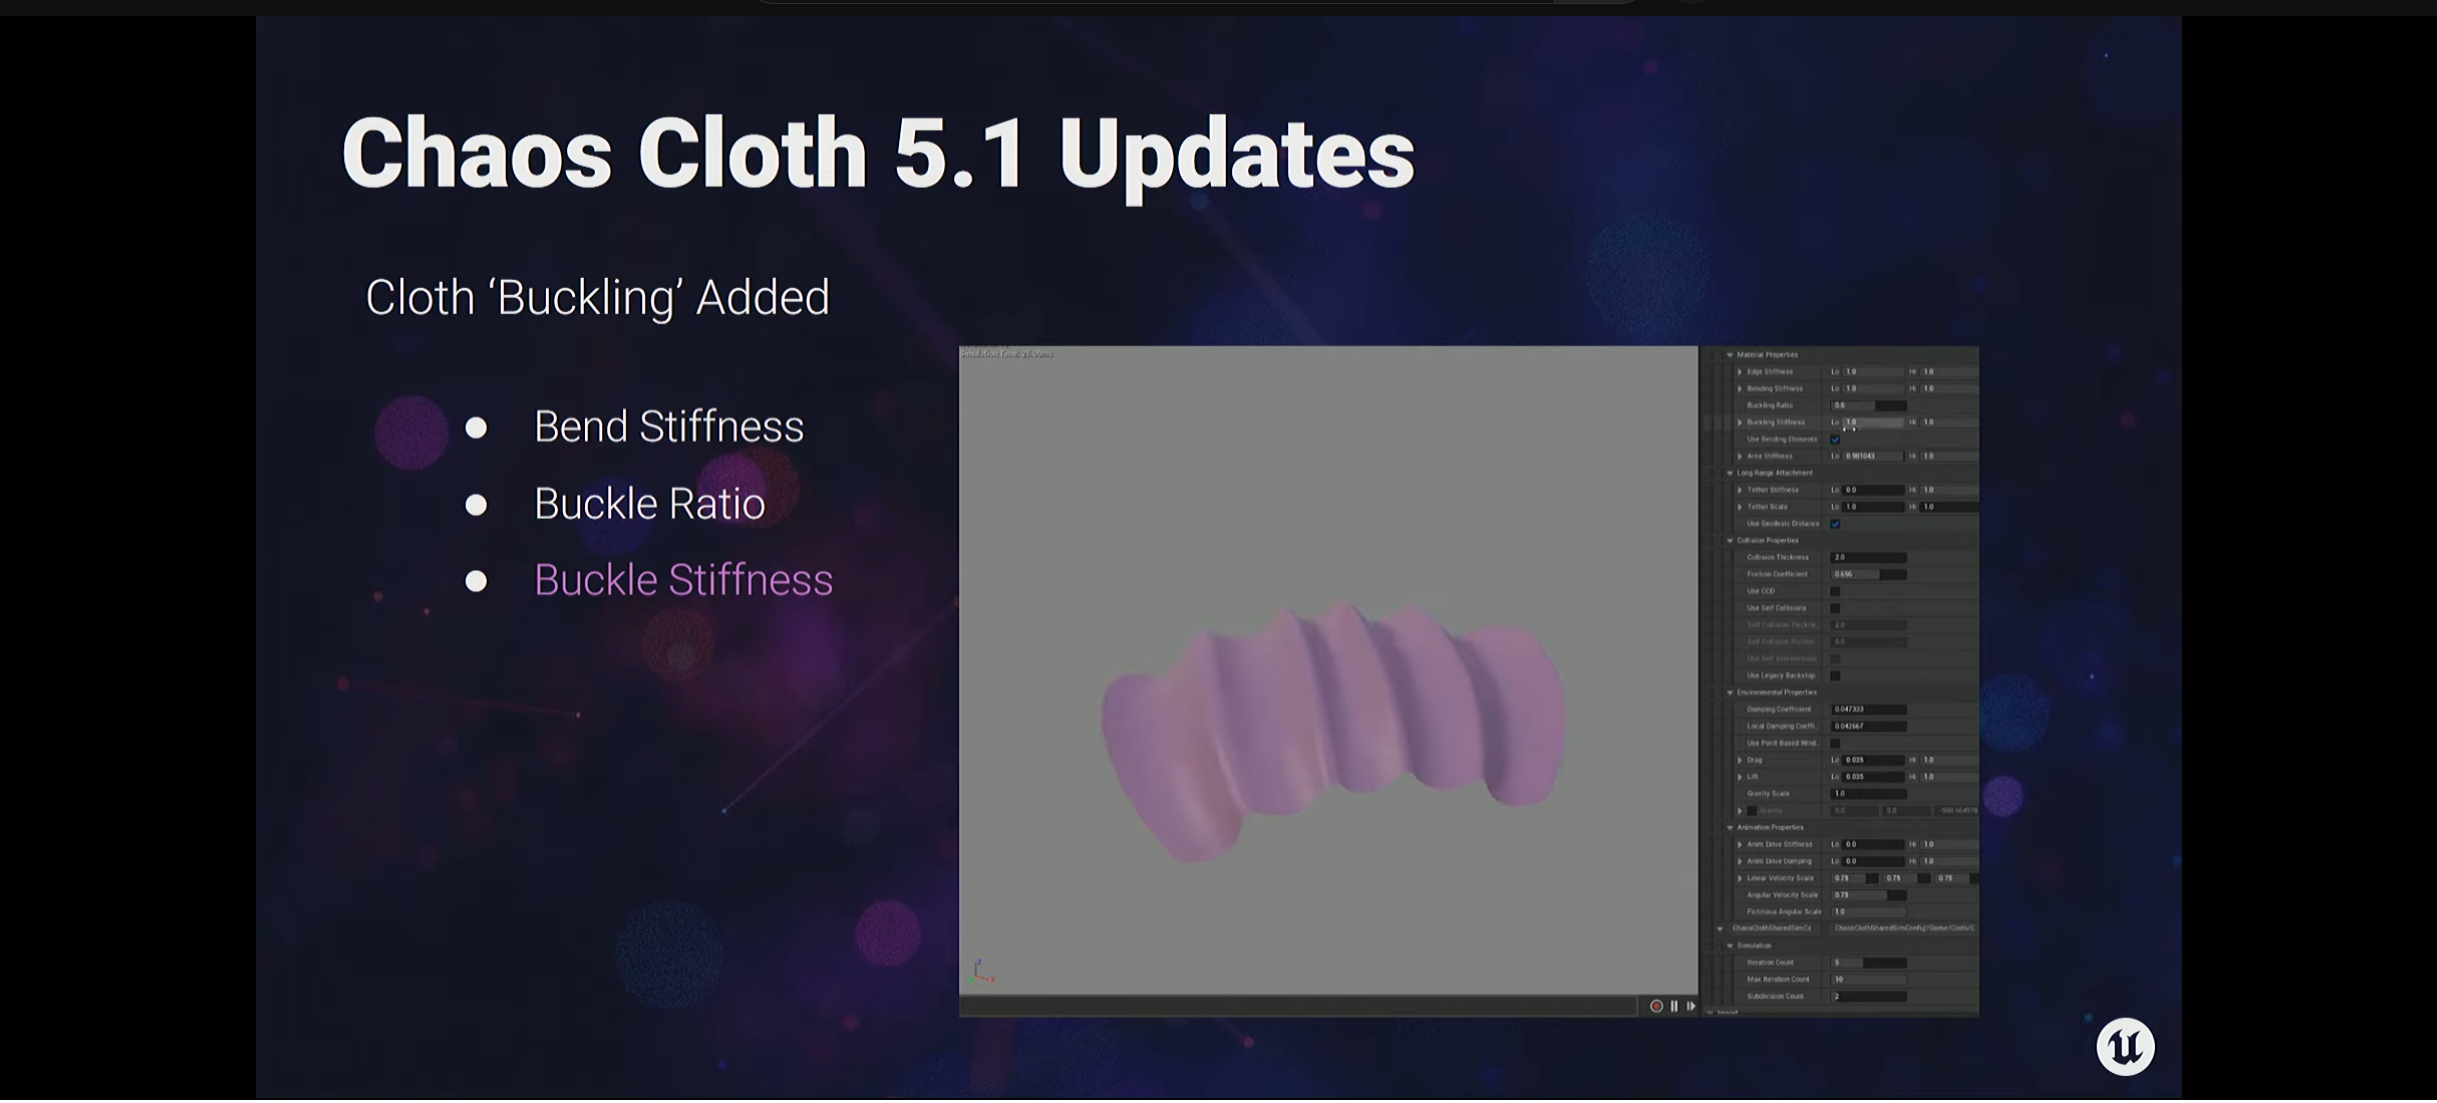 Chaos Cloth 5.1 Updates
Cloth ‘Buckling’ Added
● Bend Stiffness
● Buckle Ratio
● Buckle Stiffness
Simulation Time: 25.00ms
Material Properties
Edge Stiffness Lo 1.0 Hi 1.0
Bending Stiffness Lo 1.0 Hi 1.0
Buckling Ratio 0.6
Buckling Stiffness Lo 1.0 Hi 1.0
Use Bending Elements
Area Stiffness Lo 0.981043 Hi 1.0
Long Range Attachment
Tether Stiffness Lo 0.0 Hi 1.0
Tether Scale Lo 1.0 Hi 1.0
Use Geodesic Distance
Collision Properties
Collision Thickness 2.0
Friction Coefficient 0.656
Use CCD
Use Self Collisions
Self Collision Thickne... 2.0
Self Collision Friction 0.0
Use Self
Use Legacy Backstop
Environmental Properties
Damping Coefficient 0.047333
Local Damping Coeffi... 0.042667
Use Point Based Wind...
Drag Lo 0.035 Hi 1.0
Lift Lo 0.035 Hi 1.0
Gravity Scale 1.0
Gravity 0.0 0.0
Animation Properties
Anim Drive Stiffness Lo 0.0 Hi 1.0
Anim Drive Damping Lo 0.0 Hi 1.0
Linear Velocity Scale 0.75 0.75 0.75
Angular Velocity Scale 0.75
Fictitious Angular Scale 1.0
ChaosClothSharedSimCo ChaosClothSharedSimConfig'/Game/Cloth/C
Simulation
Iteration Count 5
Max Iteration Count 10
Subdivision Count 2